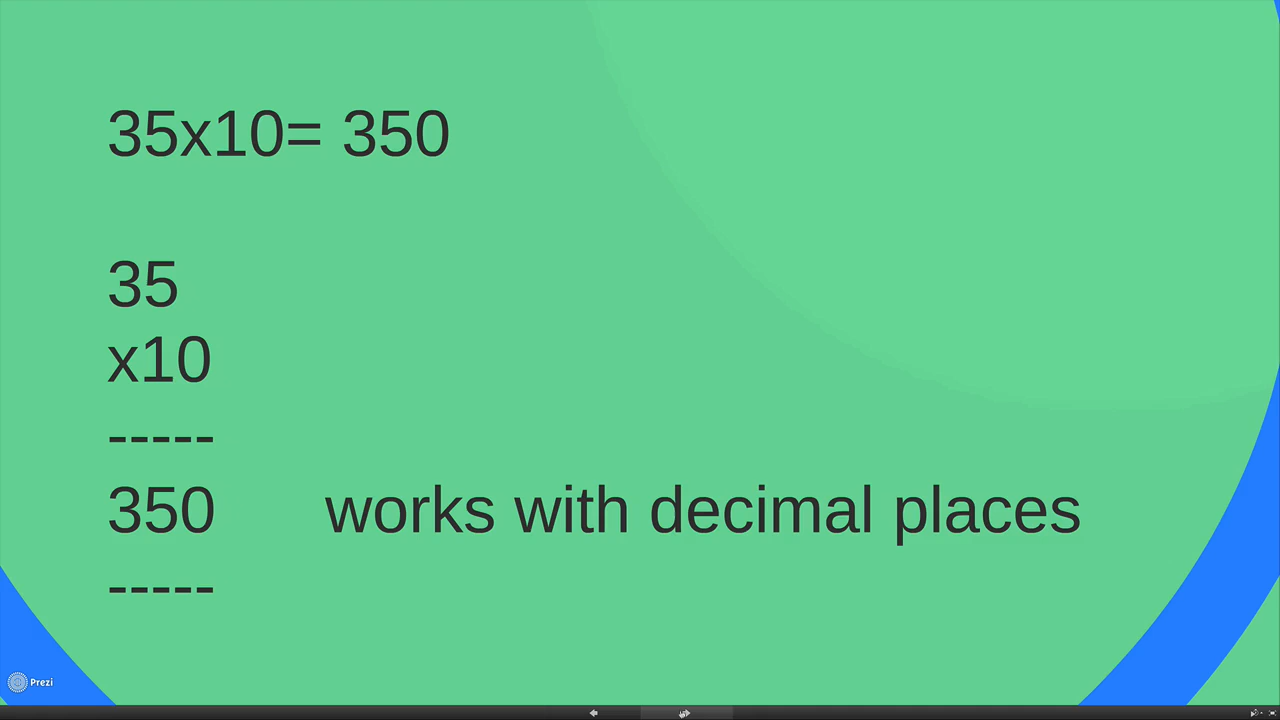 35x10= 350
35
x10
-----
350 works with decimal places
-----
Prezi